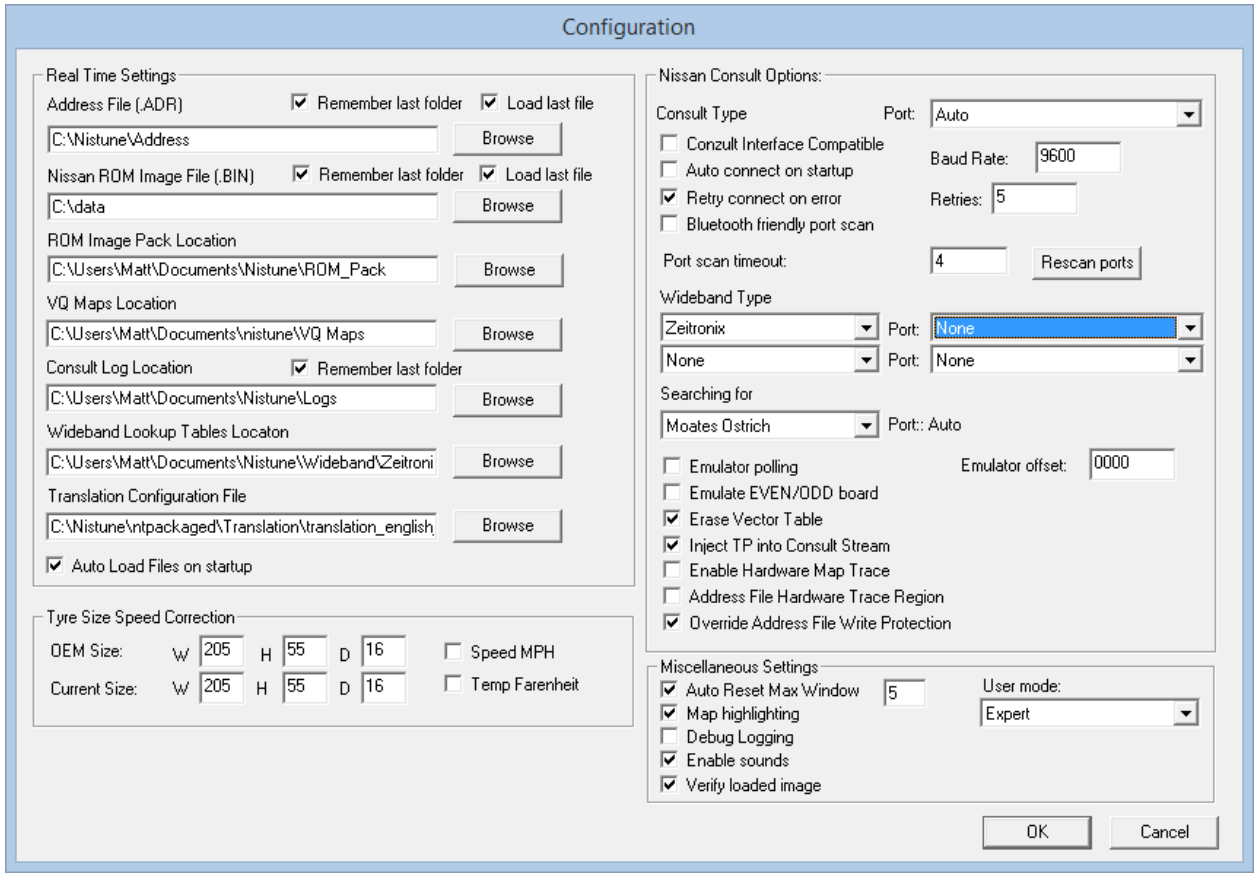 Configuration
Real Time Settings
Address File (.ADR) Remember last folder Load last file
C:\Nistune\Address Browse
Nissan ROM Image File (.BIN) Remember last folder Load last file
C:\data Browse
ROM Image Pack Location
C:\Users\Matt\Documents\Nistune\ROM_Pack Browse
VQ Maps Location
C:\Users\Matt\Documents\nistune\VQ Maps Browse
Consult Log Location Remember last folder
C:\Users\Matt\Documents\Nistune\Logs Browse
Wideband Lookup Tables Locaton
C:\Users\Matt\Documents\Nistune\Wideband\Zeitroni Browse
Translation Configuration File
C:\Nistune\ntpackaged\Translation\translation_english_ Browse
Auto Load Files on startup
Tyre Size Speed Correction
OEM Size: W 205 H 55 D 16 Speed MPH
Current Size: W 205 H 55 D 16 Temp Farenheit
Nissan Consult Options:
Consult Type Port: Auto
Conzult Interface Compatible
Baud Rate: 9600
Auto connect on startup
Retry connect on error Retries: 5
Bluetooth friendly port scan
Port scan timeout: 4 Rescan ports
Wideband Type
Zeitronix Port: None
None Port: None
Searching for
Moates Ostrich Port:: Auto
Emulator polling Emulator offset: 0000
Emulate EVEN/ODD board
Erase Vector Table
Inject TP into Consult Stream
Enable Hardware Map Trace
Address File Hardware Trace Region
Override Address File Write Protection
Miscellaneous Settings
Auto Reset Max Window 5 User mode:
Map highlighting Expert
Debug Logging
Enable sounds
Verify loaded image
OK Cancel